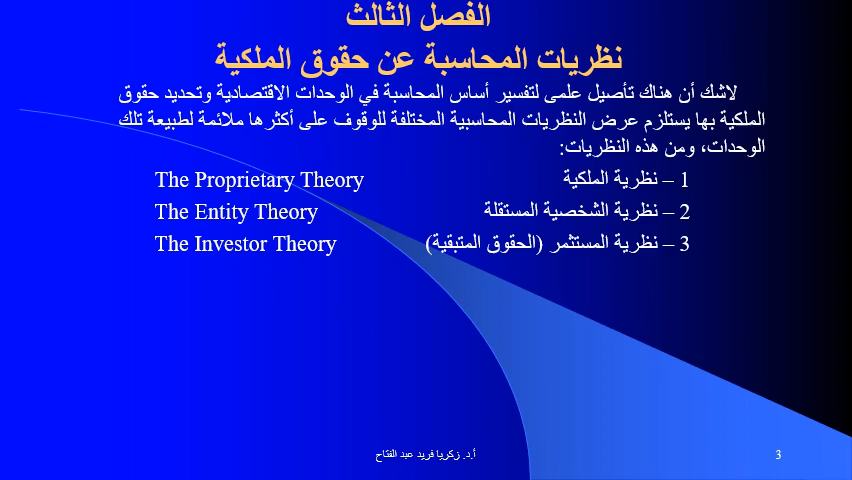 الفصل الثالث
نظريات المحاسبة عن حقوق الملكية
لاشك أن هناك تأصيل علمى لتفسير أساس المحاسبة في الوحدات الاقتصادية وتحديد حقوق
الملكية بها يستلزم عرض النظريات المحاسبية المختلفة للوقوف على أكثرها ملائمة لطبيعة تلك
الوحدات، ومن هذه النظريات:
1 – نظرية الملكية The Proprietary Theory
2 – نظرية الشخصية المستقلة The Entity Theory
3 – نظرية المستثمر (الحقوق المتبقية) The Investor Theory
أ.د. زكريا فريد عبد الفتاح
3